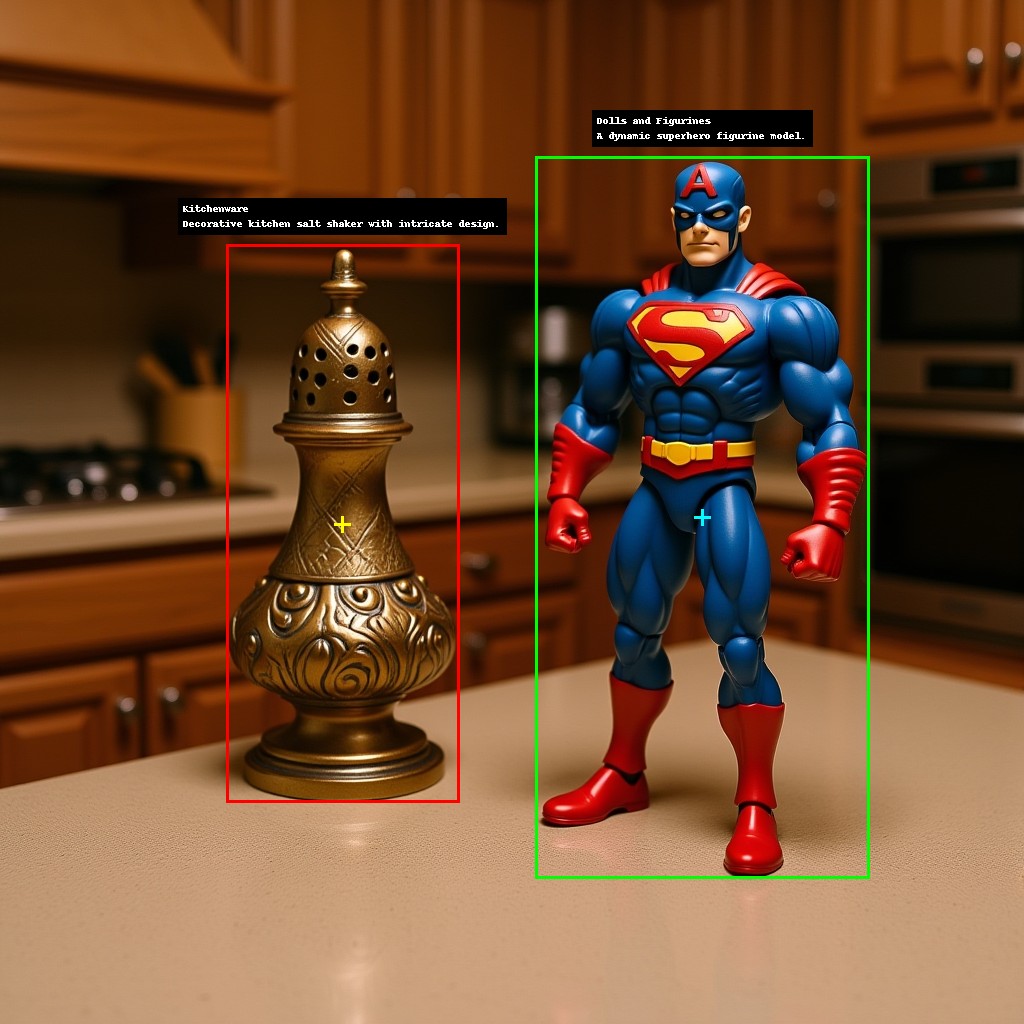 Dolls and Figurines
A dynamic superhero figurine model.
Kitchenware
Decorative kitchen salt shaker with intricate design.
A
S